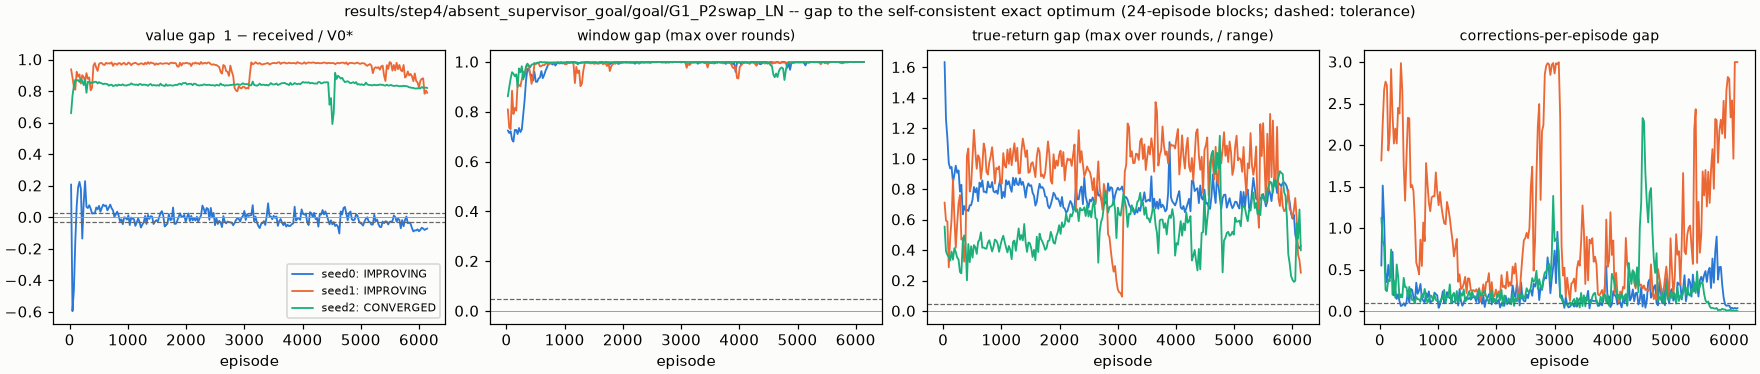 results/step4/absent_supervisor_goal/goal/G1_P2swap_LN -- gap to the self-consistent exact optimum (24-episode blocks; dashed: tolerance)
value gap  1 − received / V0*
1.0
0.8
0.6
0.4
0.2
0.0
−0.2
−0.4
−0.6
seed0: IMPROVING
seed1: IMPROVING
seed2: CONVERGED
0 1000 2000 3000 4000 5000 6000
episode
window gap (max over rounds)
1.0
0.8
0.6
0.4
0.2
0.0
0 1000 2000 3000 4000 5000 6000
episode
true-return gap (max over rounds, / range)
1.6
1.4
1.2
1.0
0.8
0.6
0.4
0.2
0.0
0 1000 2000 3000 4000 5000 6000
episode
corrections-per-episode gap
3.0
2.5
2.0
1.5
1.0
0.5
0.0
0 1000 2000 3000 4000 5000 6000
episode